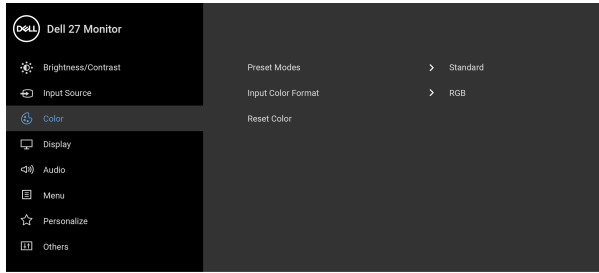 DELL Dell 27 Monitor
Brightness/Contrast
Preset Modes > Standard
Input Source
Input Color Format > RGB
Color
Reset Color
Display
Audio
Menu
Personalize
Others